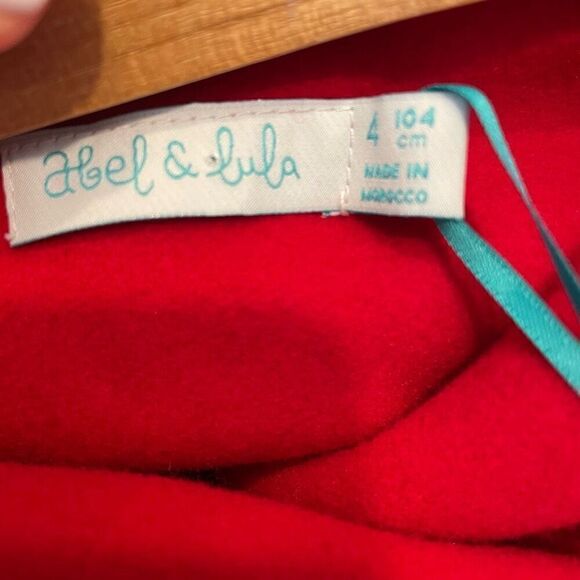 abel & lula
4 104
cm
MADE IN
MOROCCO